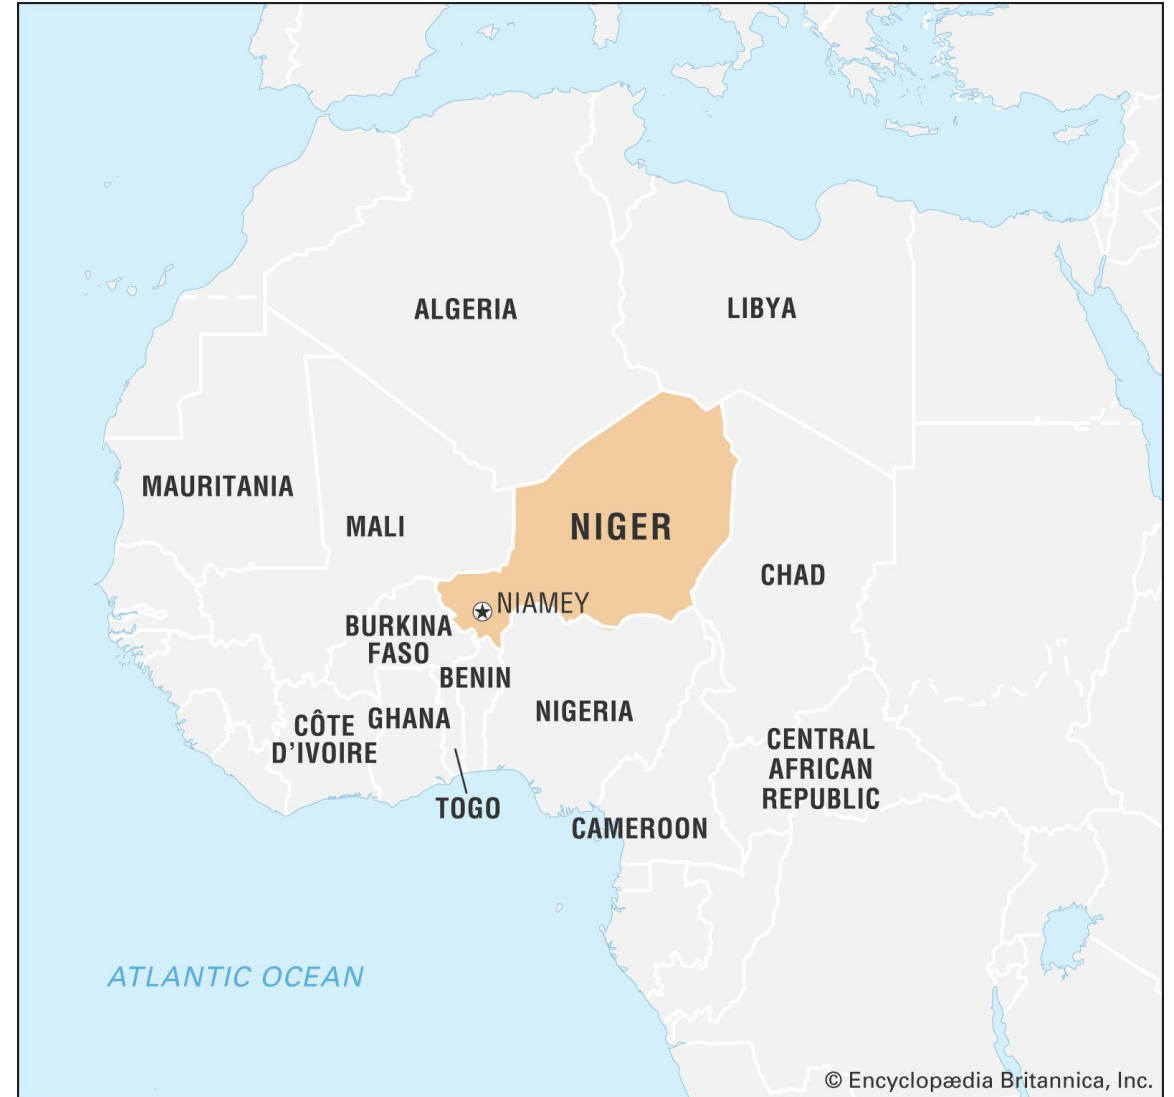 ALGERIA
LIBYA
MAURITANIA
MALI
NIGER
CHAD
NIAMEY
BURKINA
FASO
BENIN
NIGERIA
CÔTE
D'IVOIRE
GHANA
TOGO
CENTRAL
AFRICAN
REPUBLIC
CAMEROON
ATLANTIC OCEAN
© Encyclopædia Britannica, Inc.